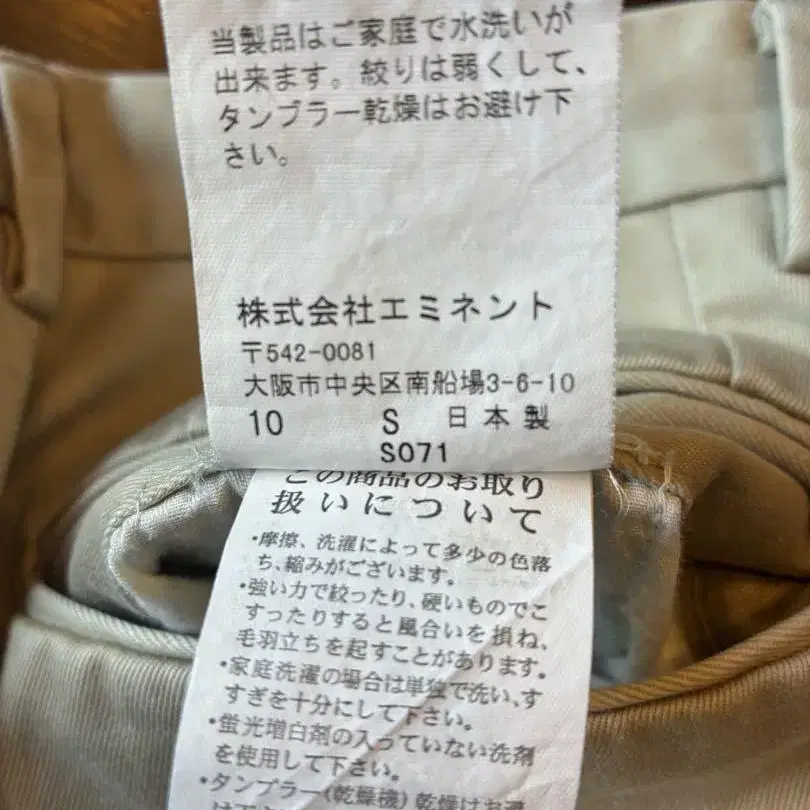 当製品はご家庭で水洗いが
出来ます。絞りは弱くして、
タンブラー乾燥はお避け下
さい。
株式会社エミネント
〒542-0081
大阪市中央区南船場3-6-10
10 S 日本製
S071
この商品のお取り
扱いについて
・摩擦、洗濯によって多少の色落
ち、縮みがございます。
・強い力で絞ったり、硬いものでこ
すったりすると風合いを損ね、
毛羽立ちを起すことがあります。
・家庭洗濯の場合は単独で洗い、す
すぎを十分にして下さい。
・蛍光増白剤の入っていない洗剤
を使用して下さい。
・タンブラー(乾燥機)乾燥はお避